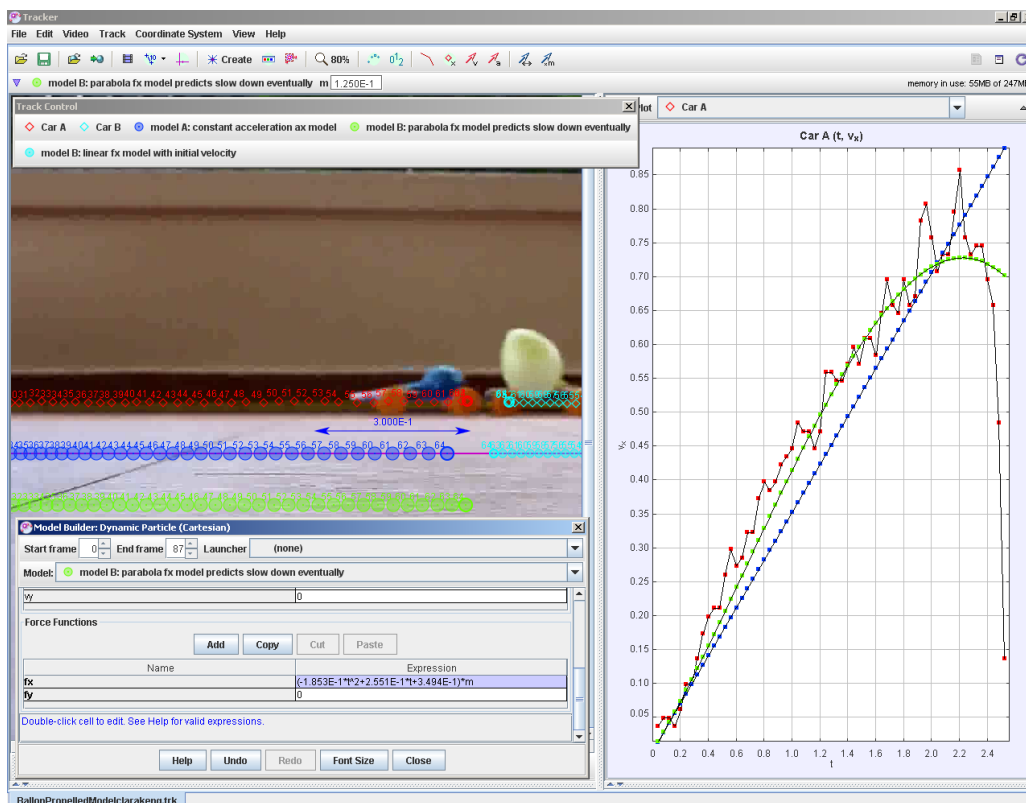 Tracker
File Edit Video Track Coordinate System View Help
Create 80%
model B: parabola fx model predicts slow down eventually m 1.250E-1
memory in use: 55MB of 247MB
Track Control
Car A Car B model A: constant acceleration ax model model B: parabola fx model predicts slow down eventually
model B: linear fx model with initial velocity
lot Car A
Car A (t, vx)
0.85
0.80
0.75
0.70
0.65
0.60
0.55
0.50
0.45
0.40
0.35
0.30
0.25
0.20
0.15
0.10
0.05
vx
0 0.2 0.4 0.6 0.8 1.0 1.2 1.4 1.6 1.8 2.0 2.2 2.4
t
3.000E-1
Model Builder: Dynamic Particle (Cartesian)
Start frame 0 End frame 87 Launcher (none)
Model: model B: parabola fx model predicts slow down eventually
vy 0
Force Functions
Add Copy Cut Paste
Name Expression
fx (-1.853E-1*t^2+2.551E-1*t+3.494E-1)*m
fy 0
Double-click cell to edit. See Help for valid expressions.
Help Undo Redo Font Size Close
BallonPropelledModelclarakeng.trk